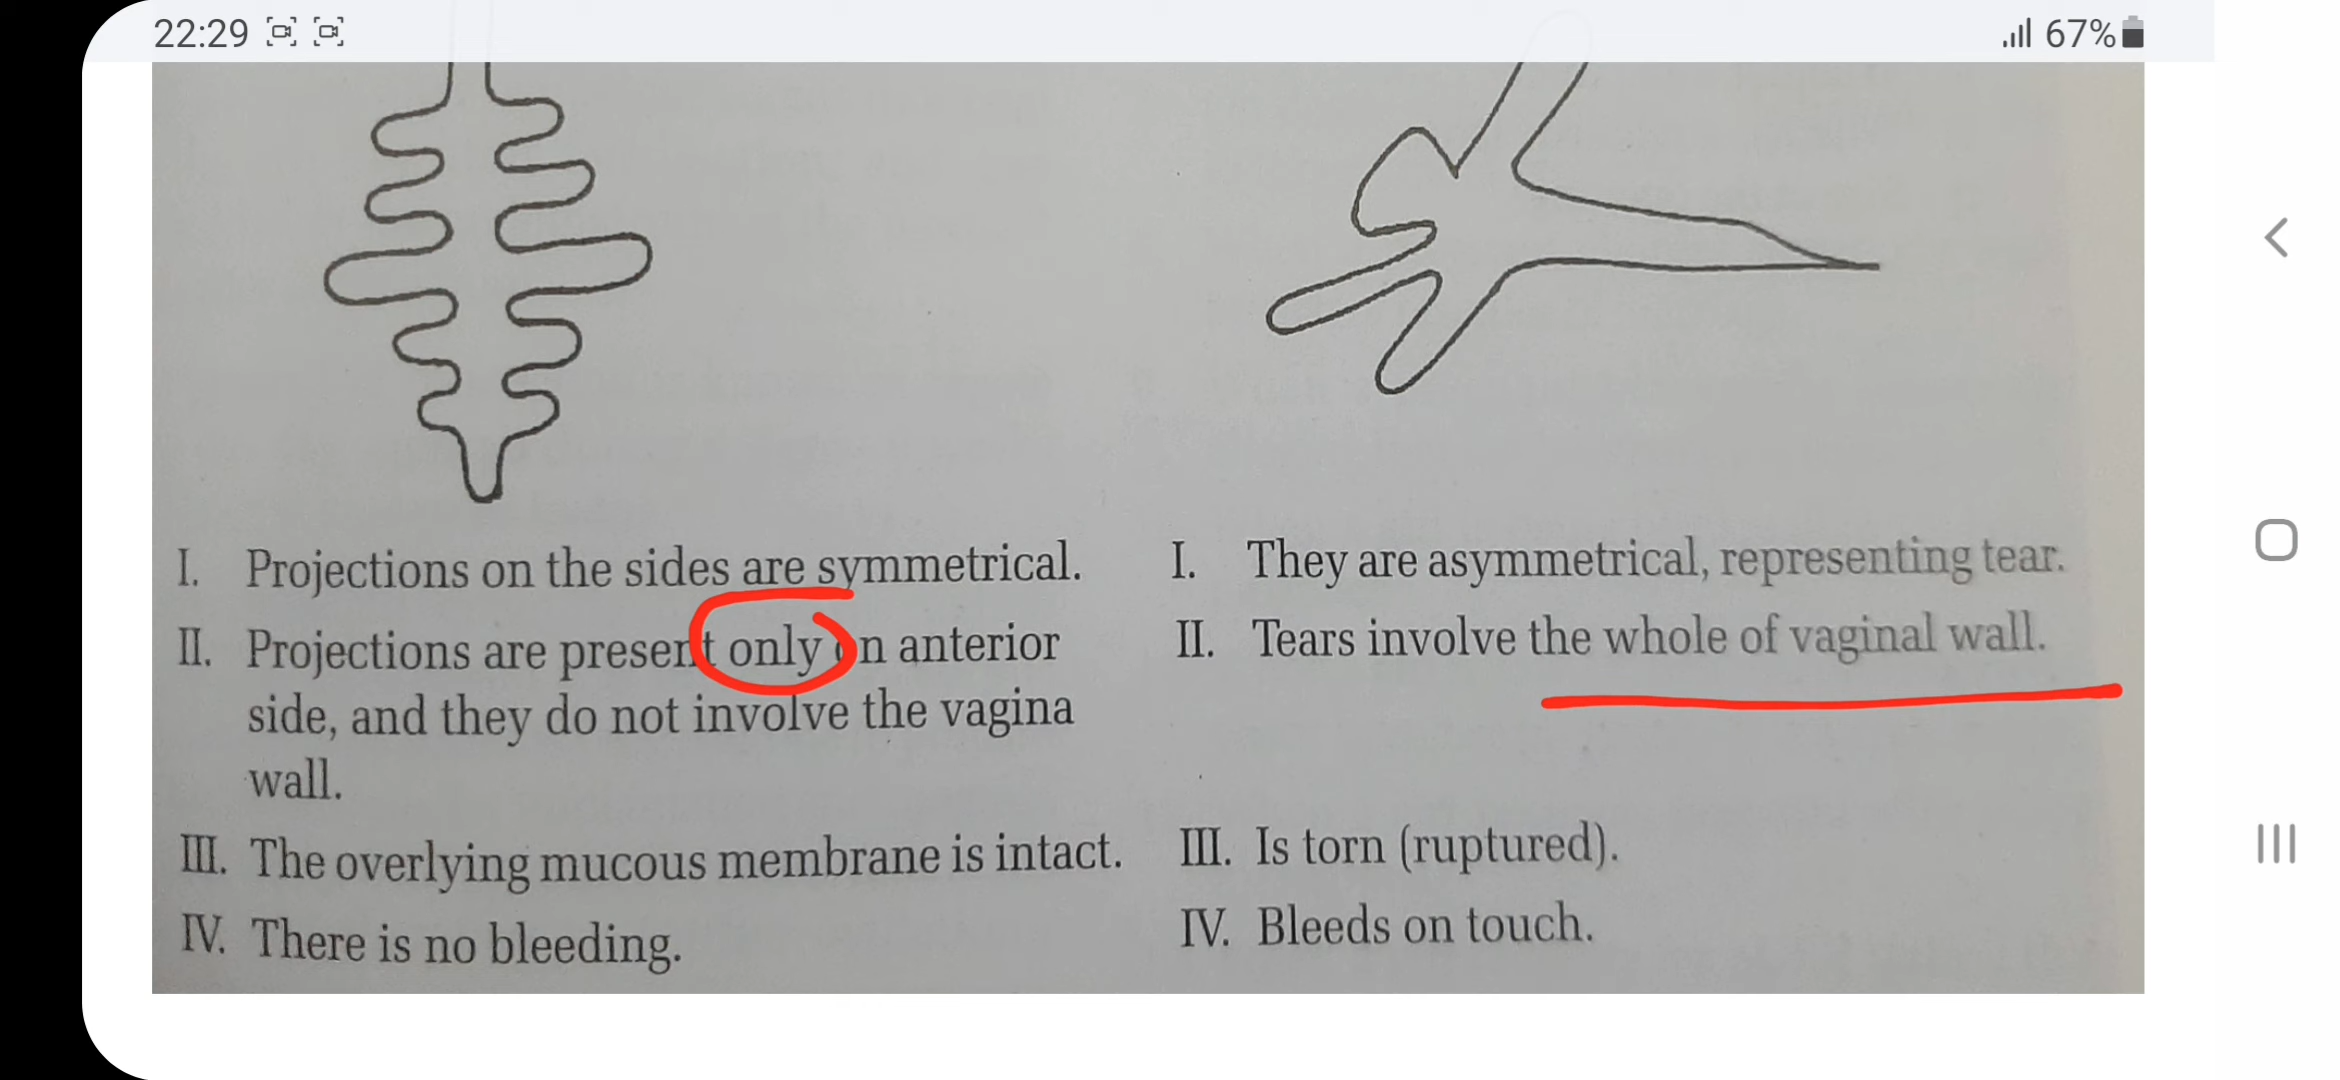 22:29
67%
I. Projections on the sides are symmetrical.
II. Projections are present only on anterior
side, and they do not involve the vagina
wall.
III. The overlying mucous membrane is intact.
IV. There is no bleeding.
I. They are asymmetrical, representing tear.
II. Tears involve the whole of vaginal wall.
III. Is torn (ruptured).
IV. Bleeds on touch.